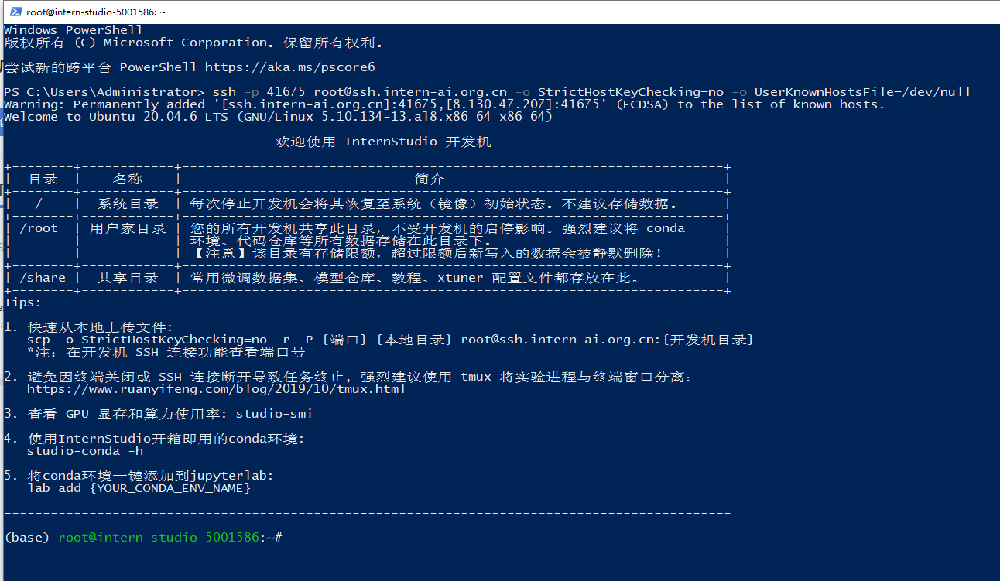 root@intern-studio-5001586: ~
Windows PowerShell
版权所有 (C) Microsoft Corporation。保留所有权利。
尝试新的跨平台 PowerShell https://aka.ms/pscore6
PS C:\Users\Administrator> ssh -p 41675 root@ssh.intern-ai.org.cn -o StrictHostKeyChecking=no -o UserKnownHostsFile=/dev/null
Warning: Permanently added '[ssh.intern-ai.org.cn]:41675,[8.130.47.207]:41675' (ECDSA) to the list of known hosts.
Welcome to Ubuntu 20.04.6 LTS (GNU/Linux 5.10.134-13.al8.x86_64 x86_64)
---------------------------------- 欢迎使用 InternStudio 开发机 ------------------------------
+--------+------------+----------------------------------------------------------------------+
| 目录 | 名称 | 简介 |
+--------+------------+----------------------------------------------------------------------+
| / | 系统目录 | 每次停止开发机会将其恢复至系统（镜像）初始状态。不建议存储数据。 |
+--------+------------+----------------------------------------------------------------------+
| /root | 用户家目录 | 您的所有开发机共享此目录，不受开发机的启停影响。强烈建议将 conda |
| | | 环境、代码仓库等所有数据存储在此目录下。 |
| | | 【注意】该目录有存储限额，超过限额后新写入的数据会被静默删除！ |
+--------+------------+----------------------------------------------------------------------+
| /share | 共享目录 | 常用微调数据集、模型仓库、教程、xtuner 配置文件都存放在此。 |
+--------+------------+----------------------------------------------------------------------+
Tips:
1. 快速从本地上传文件:
scp -o StrictHostKeyChecking=no -r -P {端口} {本地目录} root@ssh.intern-ai.org.cn:{开发机目录}
*注: 在开发机 SSH 连接功能查看端口号
2. 避免因终端关闭或 SSH 连接断开导致任务终止，强烈建议使用 tmux 将实验进程与终端窗口分离:
https://www.ruanyifeng.com/blog/2019/10/tmux.html
3. 查看 GPU 显存和算力使用率: studio-smi
4. 使用InternStudio开箱即用的conda环境:
studio-conda -h
5. 将conda环境一键添加到jupyterlab:
lab add {YOUR_CONDA_ENV_NAME}
----------------------------------------------------------------------------------------------
(base) root@intern-studio-5001586:~#